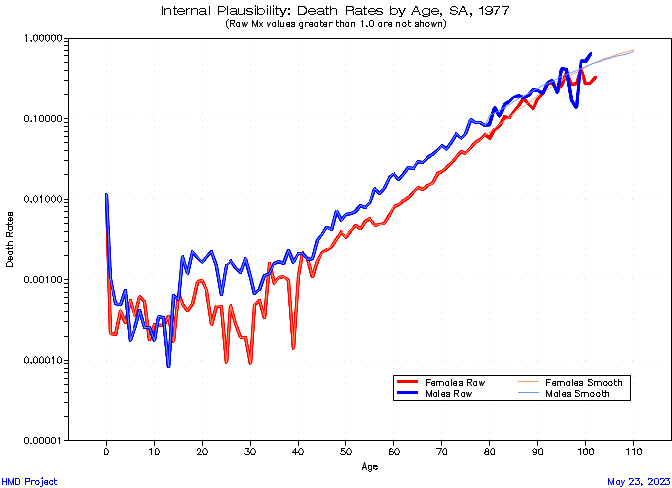 Internal Plausibility: Death Rates by Age, SA, 1977
(Raw Mx values greater than 1.0 are not shown)
1.00000
0.10000
0.01000
0.00100
0.00010
0.00001
Death Rates
0 10 20 30 40 50 60 70 80 90 100 110
Age
Females Raw
Females Smooth
Males Raw
Males Smooth
HMD Project
May 23, 2023